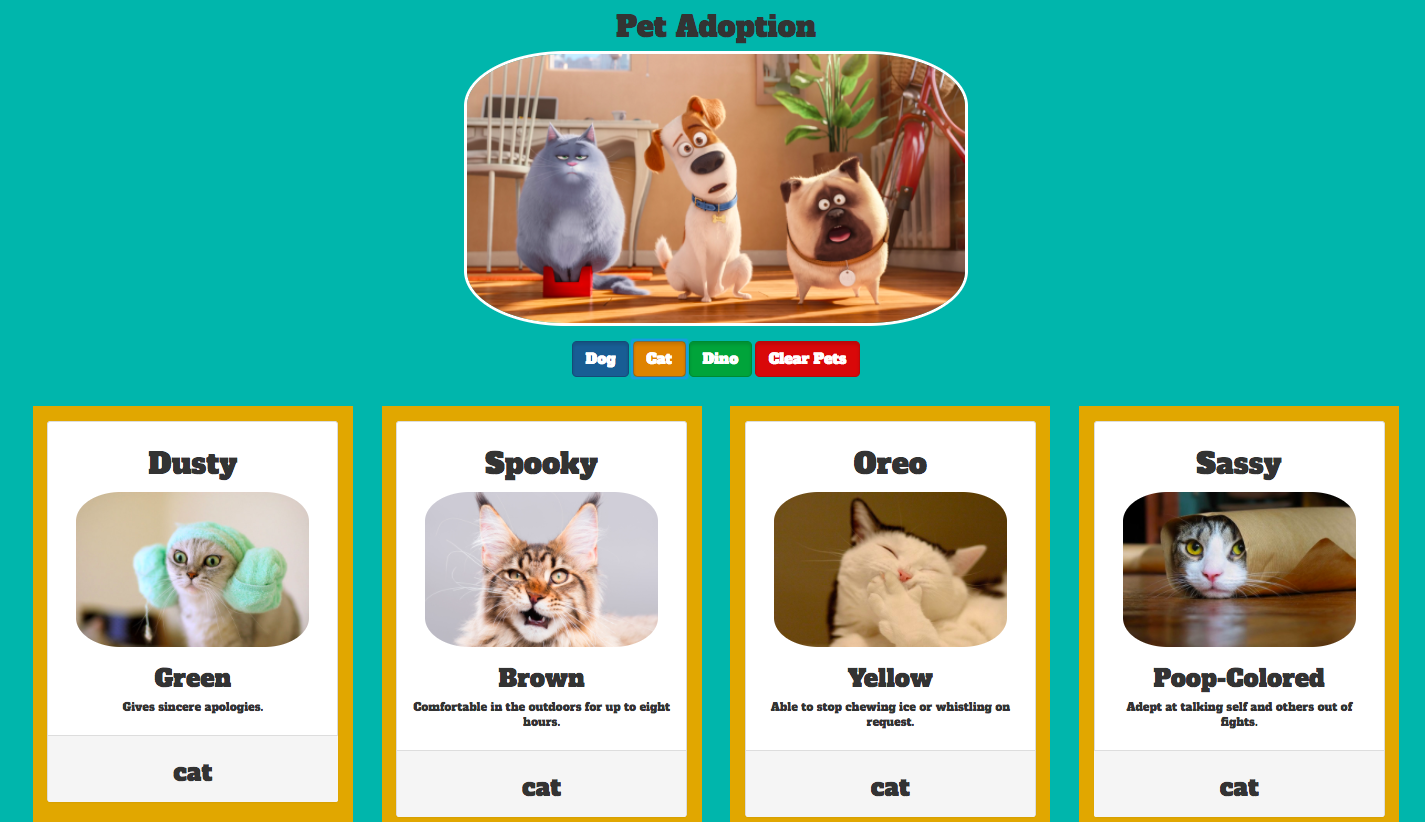 Pet Adoption
Dog Cat Dino Clear Pets
Dusty
Green
Gives sincere apologies.
cat
Spooky
Brown
Comfortable in the outdoors for up to eight
hours.
cat
Oreo
Yellow
Able to stop chewing ice or whistling on
request.
cat
Sassy
Poop-Colored
Adept at talking self and others out of
fights.
cat